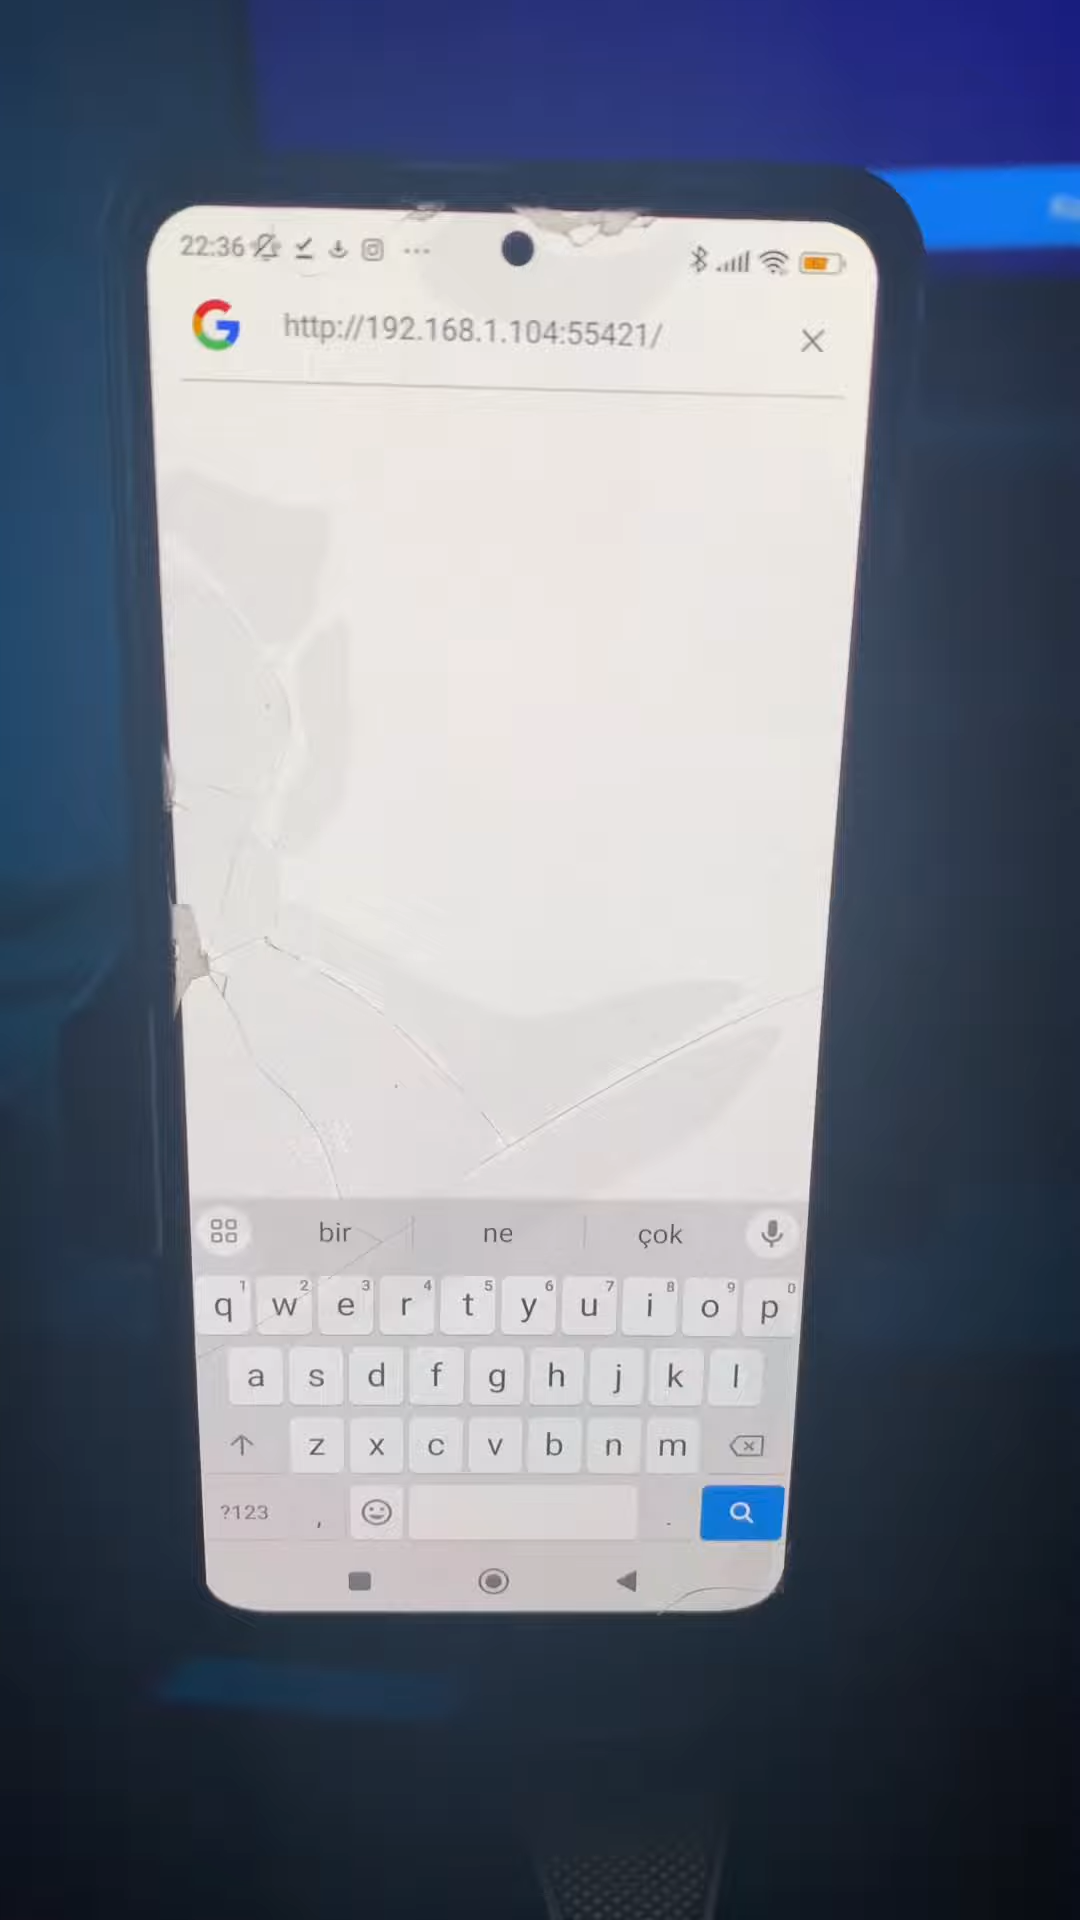 22:36
http://192.168.1.104:55421/
bir ne çok
1 2 3 4 5 6 7 8 9 0
q w e r t y u i o p
a s d f g h j k l
z x c v b n m
?123 , .